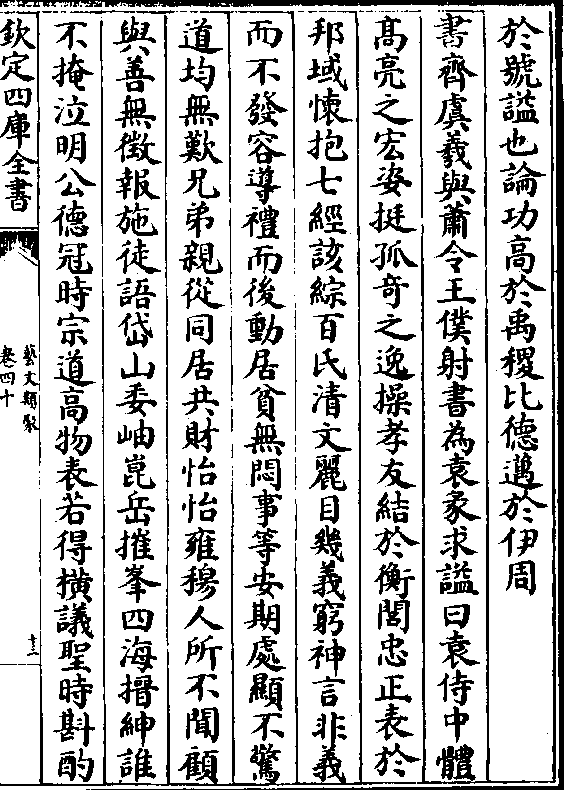 於號諡也論功高於禹稷比德邁於伊周
書齊虞羲與蕭令王僕射書為袁彖求諡曰袁侍中體
高亮之宏姿挺孤奇之逸操孝友結於衡閭忠正表於
邦域懷抱七經該綜百氏清文麗目幾義窮神言非義
而不發容導禮而後動居貧無悶事等安期處顯不驚
道均無歎兄弟親從同居共財怡怡雍穆人所不聞顧
與善無徵報施徒語岱山委岫崑岳摧峯四海搢紳誰
不掩泣明公德冠時宗道高物表若得橫議聖時斟酌
欽定四庫全書
藝文類聚
卷四十
十三